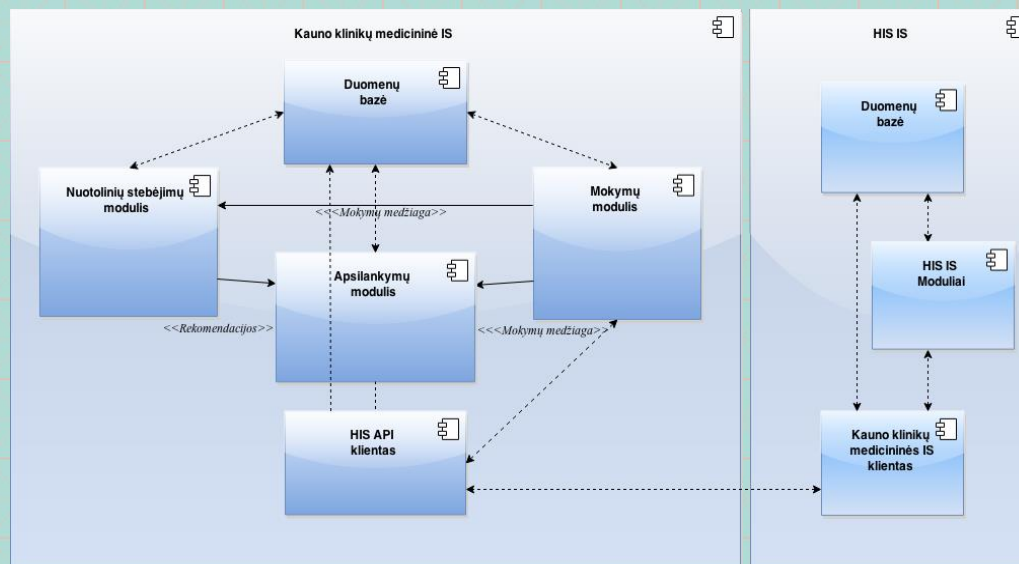 Kauno klinikų medicininė IS
Duomenų
bazė
Nuotolinių stebėjimų
modulis
Mokymų
modulis
<<<Mokymų medžiaga>>
Apsilankymų
modulis
<<Rekomendacijos>>
<<<Mokymų medžiaga>>
HIS API
klientas
HIS IS
Duomenų
bazė
HIS IS
Moduliai
Kauno klinikų
medicininės IS
klientas